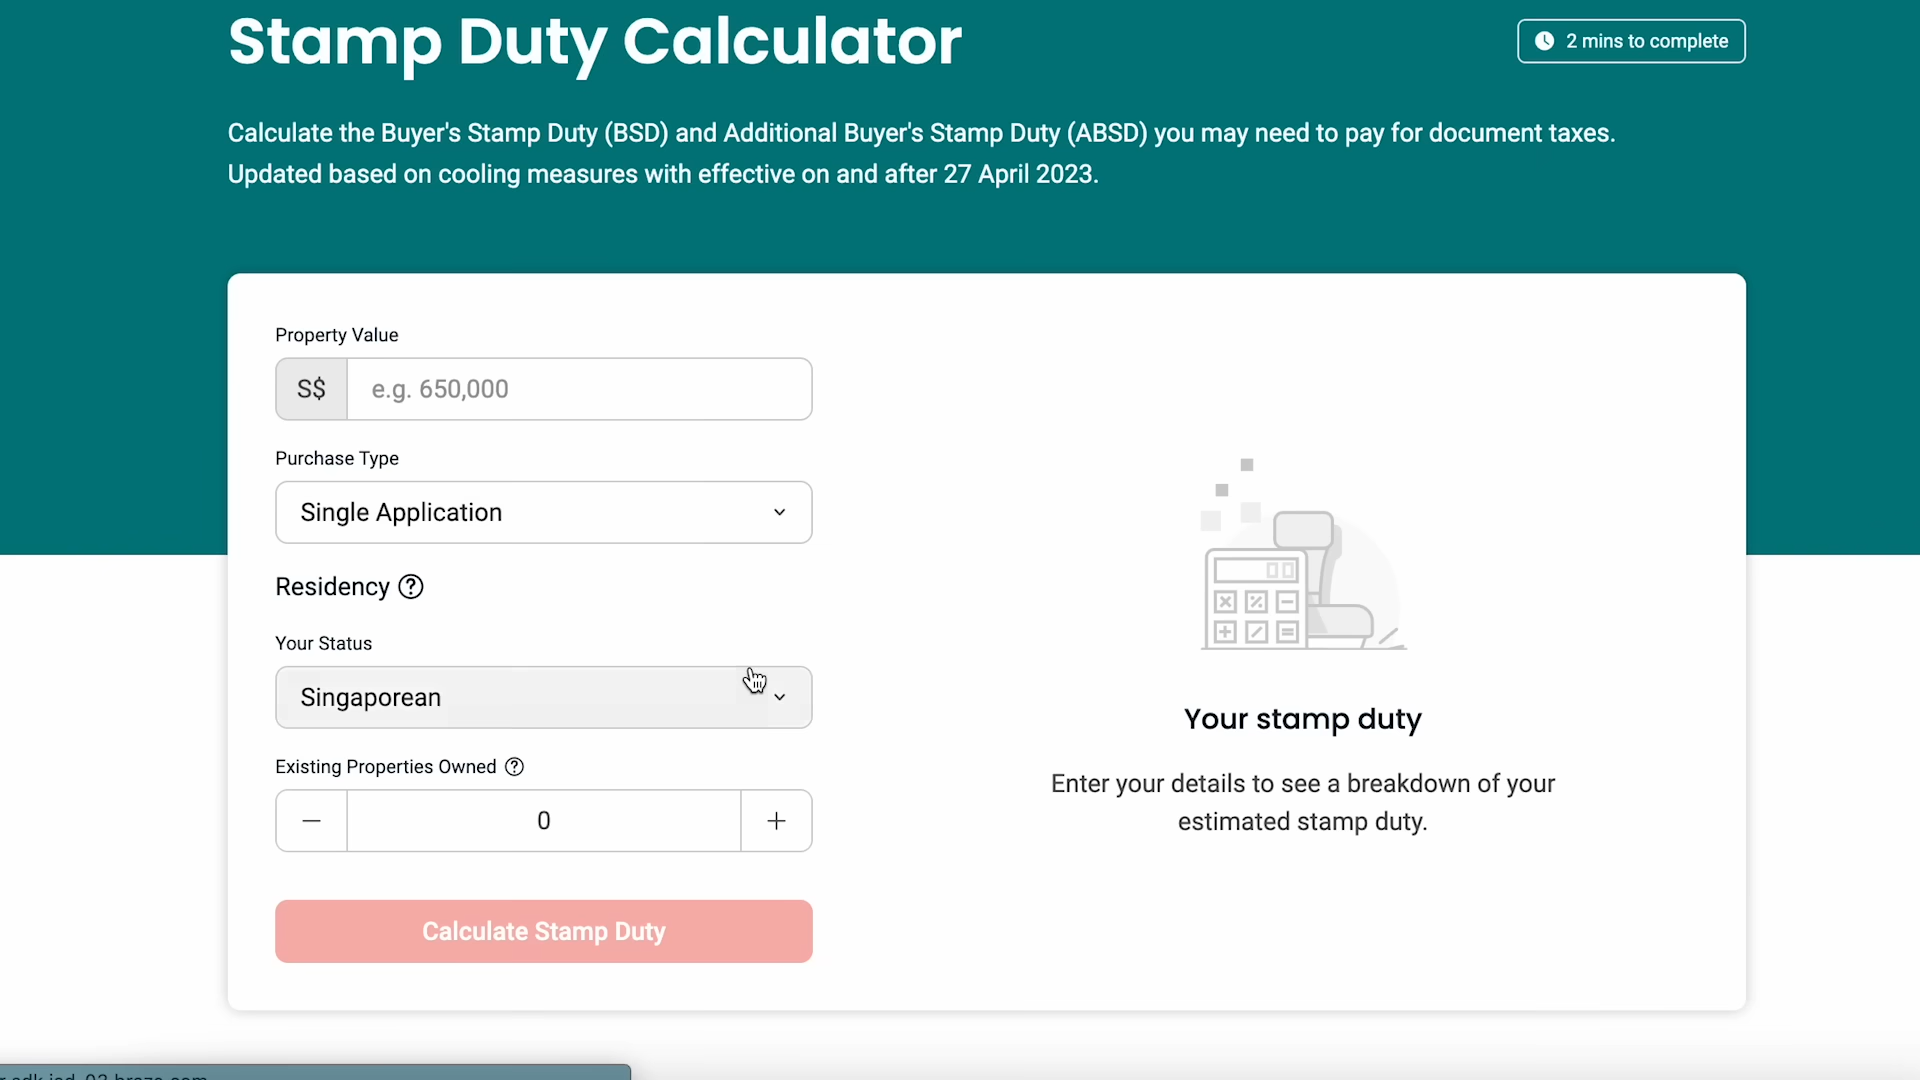 Stamp Duty Calculator
2 mins to complete
Calculate the Buyer's Stamp Duty (BSD) and Additional Buyer's Stamp Duty (ABSD) you may need to pay for document taxes.
Updated based on cooling measures with effective on and after 27 April 2023.
Property Value
S$ e.g. 650,000
Purchase Type
Single Application
Residency ?
Your Status
Singaporean
Existing Properties Owned ?
− 0 +
Calculate Stamp Duty
00
Your stamp duty
Enter your details to see a breakdown of your
estimated stamp duty.